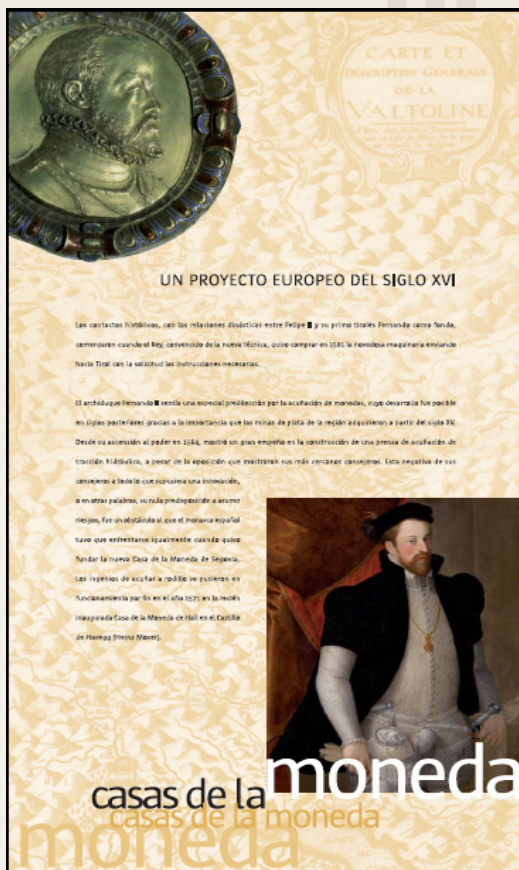 CARTE ET
DESCRIPTION GENERALE
DE LA
VALTOLINE
UN PROYECTO EUROPEO DEL SIGLO XVI
Los contactos históricos, con las relaciones dinásticas entre Felipe II y su primo tirolés Fernando como fondo,
comenzaron cuando el Rey, convencido de la nueva técnica, quiso comprar en 1581 la novedosa maquinaria enviando
hacia Tirol con la solicitud las instrucciones necesarias.
El archiduque Fernando II sentía una especial predilección por la acuñación de monedas, cuyo desarrollo fue posible
en siglos posteriores gracias a la importancia que las minas de plata de la región adquirieron a partir del siglo XV.
Desde su ascensión al poder en 1564, mostró un gran empeño en la construcción de una prensa de acuñación de
tracción hidráulica, a pesar de la oposición que mostraron sus más cercanos consejeros. Esta negativa de sus
consejeros a todo lo que supusiera una innovación,
o en otras palabras, su nula predisposición a asumir
riesgos, fue un obstáculo al que el monarca español
tuvo que enfrentarse igualmente cuando quiso
fundar la nueva Casa de la Moneda de Segovia.
Los ingenios de acuñar a rodillo se pusieron en
funcionamiento por fin en el año 1571 en la recién
inaugurada Casa de la Moneda de Hall en el Castillo
de Hasegg (Heinz Moser).
casas de la moneda
casas de la moneda
moneda